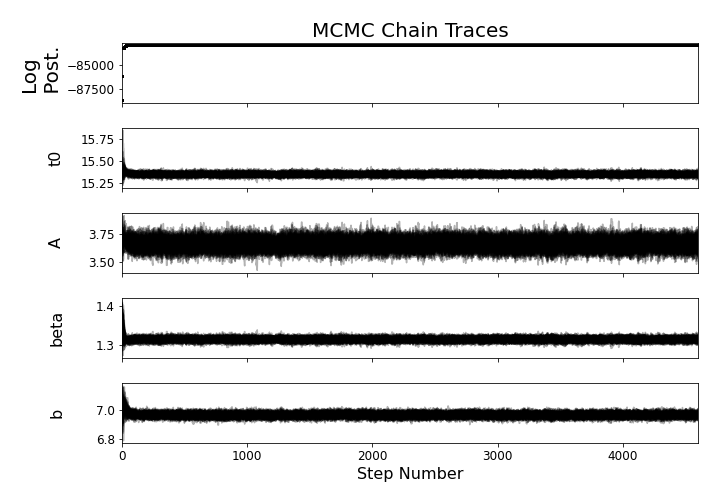 MCMC Chain Traces
Log
Post.
−85000
−87500
t0
15.75
15.50
15.25
A
3.75
3.50
beta
1.4
1.3
b
7.0
6.8
0 1000 2000 3000 4000
Step Number